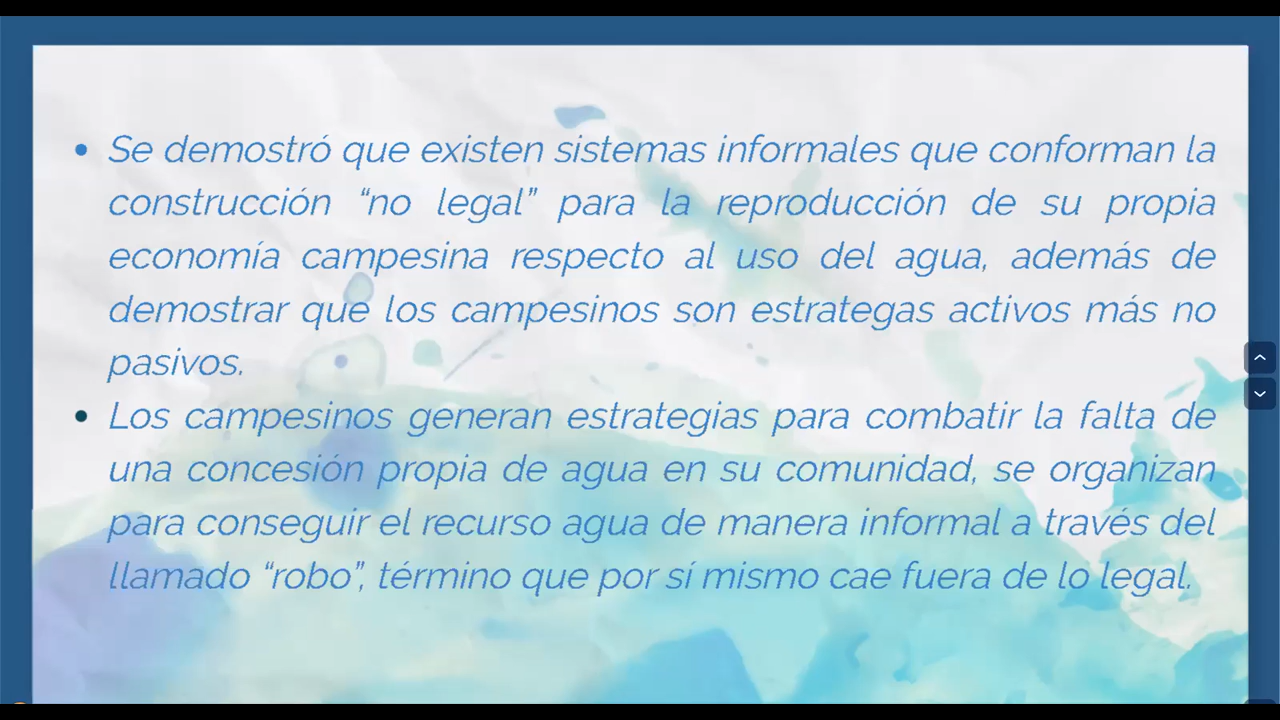 • Se demostró que existen sistemas informales que conforman la
construcción “no legal” para la reproducción de su propia
economía campesina respecto al uso del agua, además de
demostrar que los campesinos son estrategas activos más no
pasivos.
• Los campesinos generan estrategias para combatir la falta de
una concesión propia de agua en su comunidad, se organizan
para conseguir el recurso agua de manera informal a través del
llamado “robo”, término que por sí mismo cae fuera de lo legal.